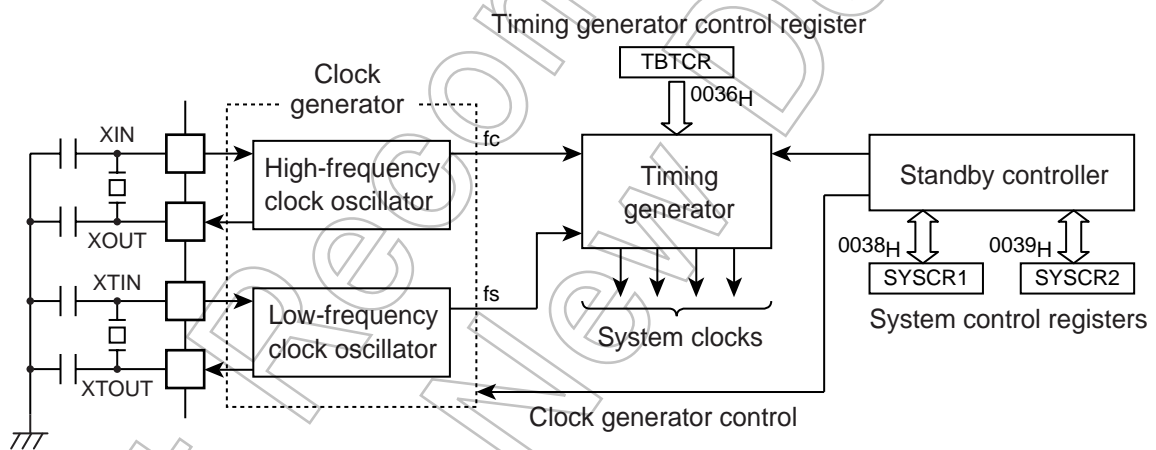 Timing generator control register
TBTCR
0036H
Clock
generator
XIN
XOUT
XTIN
XTOUT
High-frequency
clock oscillator
Low-frequency
clock oscillator
fc
fs
Timing
generator
System clocks
Standby controller
0038H
0039H
SYSCR1
SYSCR2
System control registers
Clock generator control